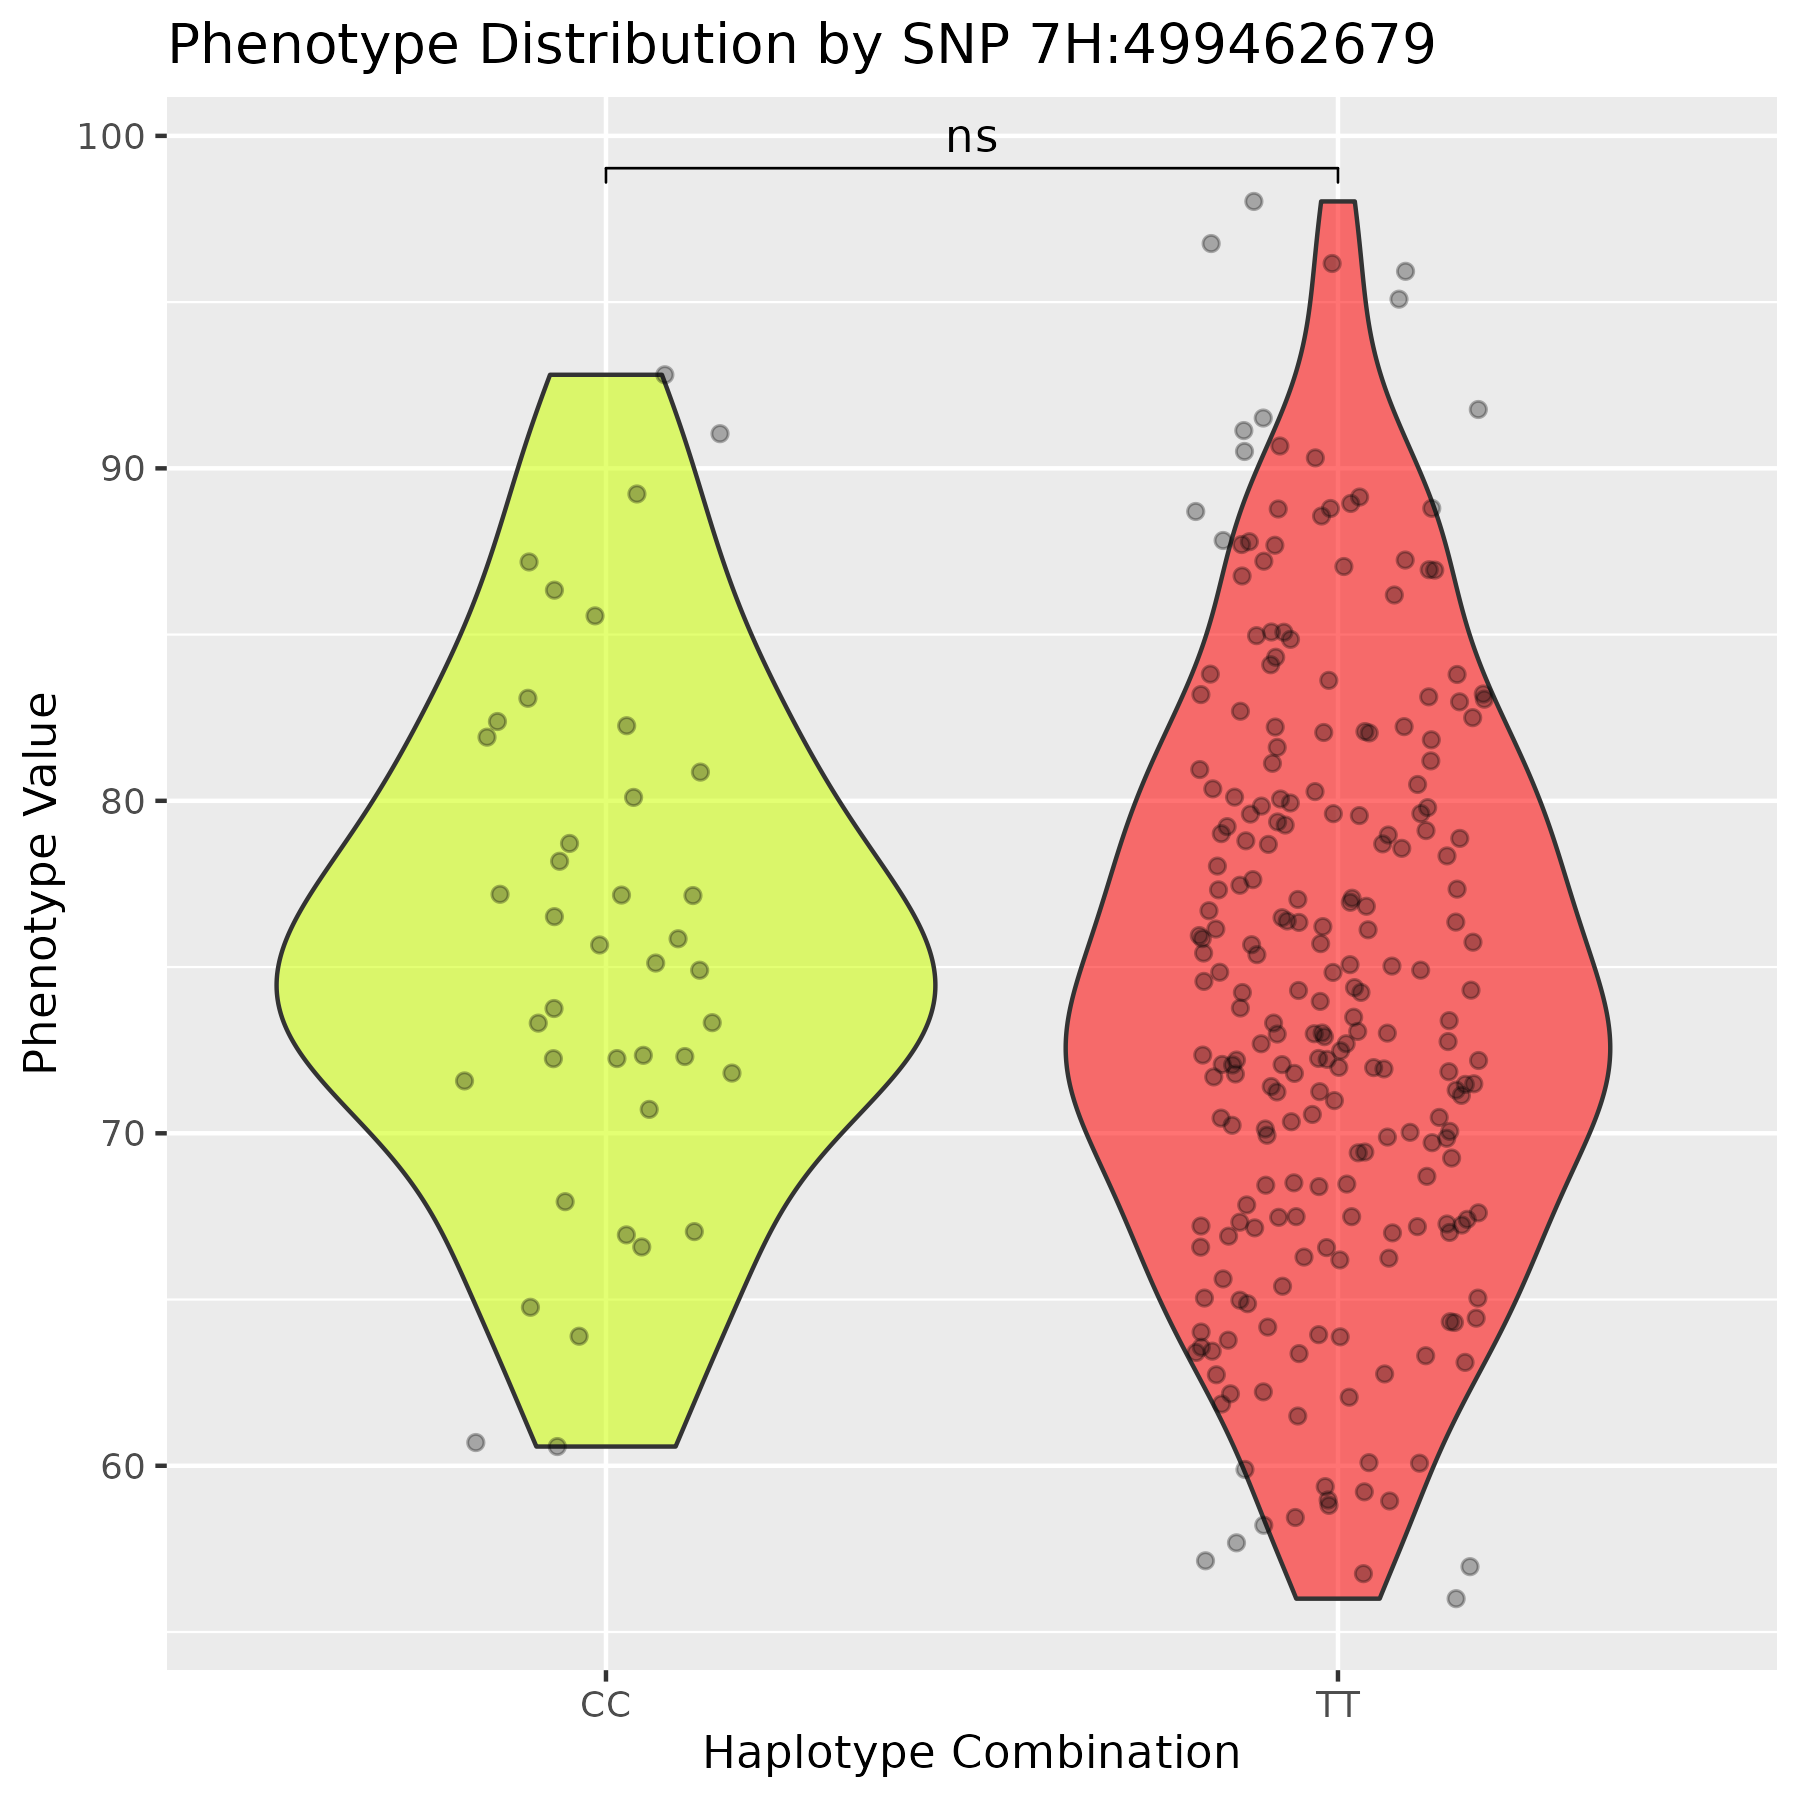 Phenotype Distribution by SNP 7H:499462679
ns
100
90
80
70
60
Phenotype Value
CC
TT
Haplotype Combination